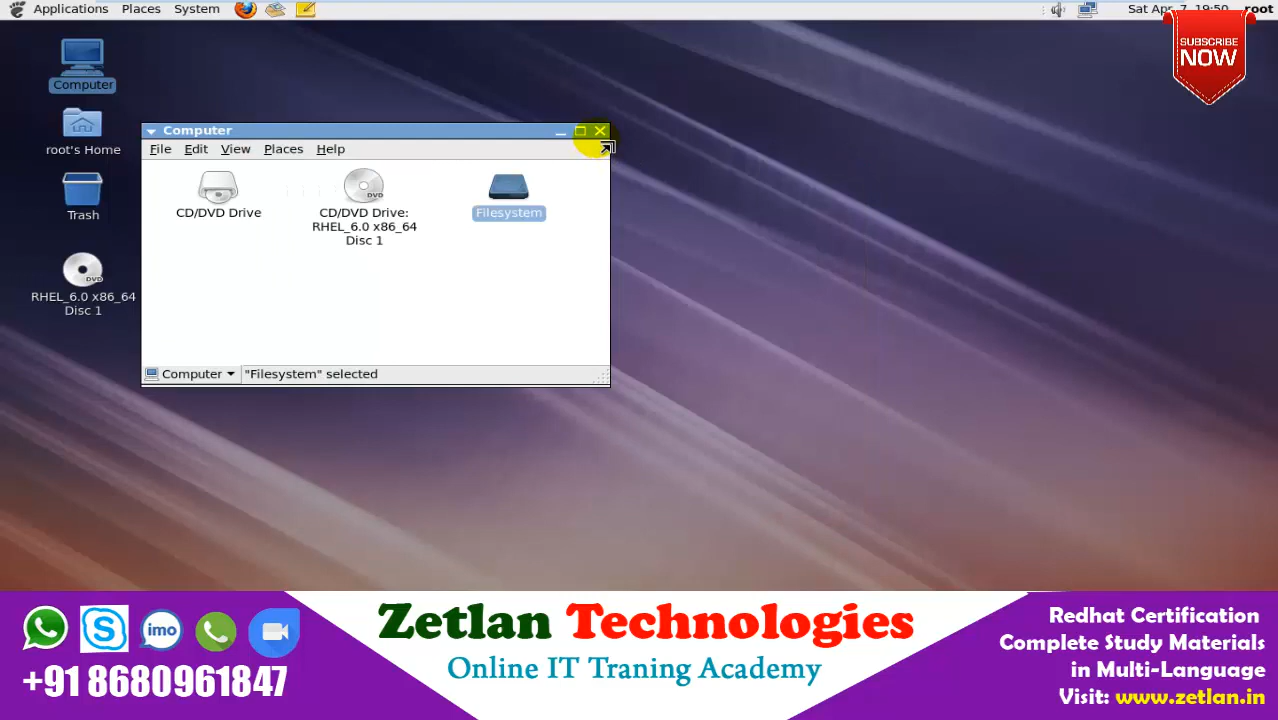 Applications Places System
Sat Apr 7, 19:50 root
SUBSCRIBE
NOW
Computer
root's Home
Trash
DVD
RHEL_6.0 x86_64
Disc 1
Computer
File Edit View Places Help
DVD
CD/DVD Drive
CD/DVD Drive:
RHEL_6.0 x86_64
Disc 1
Filesystem
Computer "Filesystem" selected
imo
+91 8680961847
Zetlan Technologies
Online IT Traning Academy
Redhat Certification
Complete Study Materials
in Multi-Language
Visit: www.zetlan.in